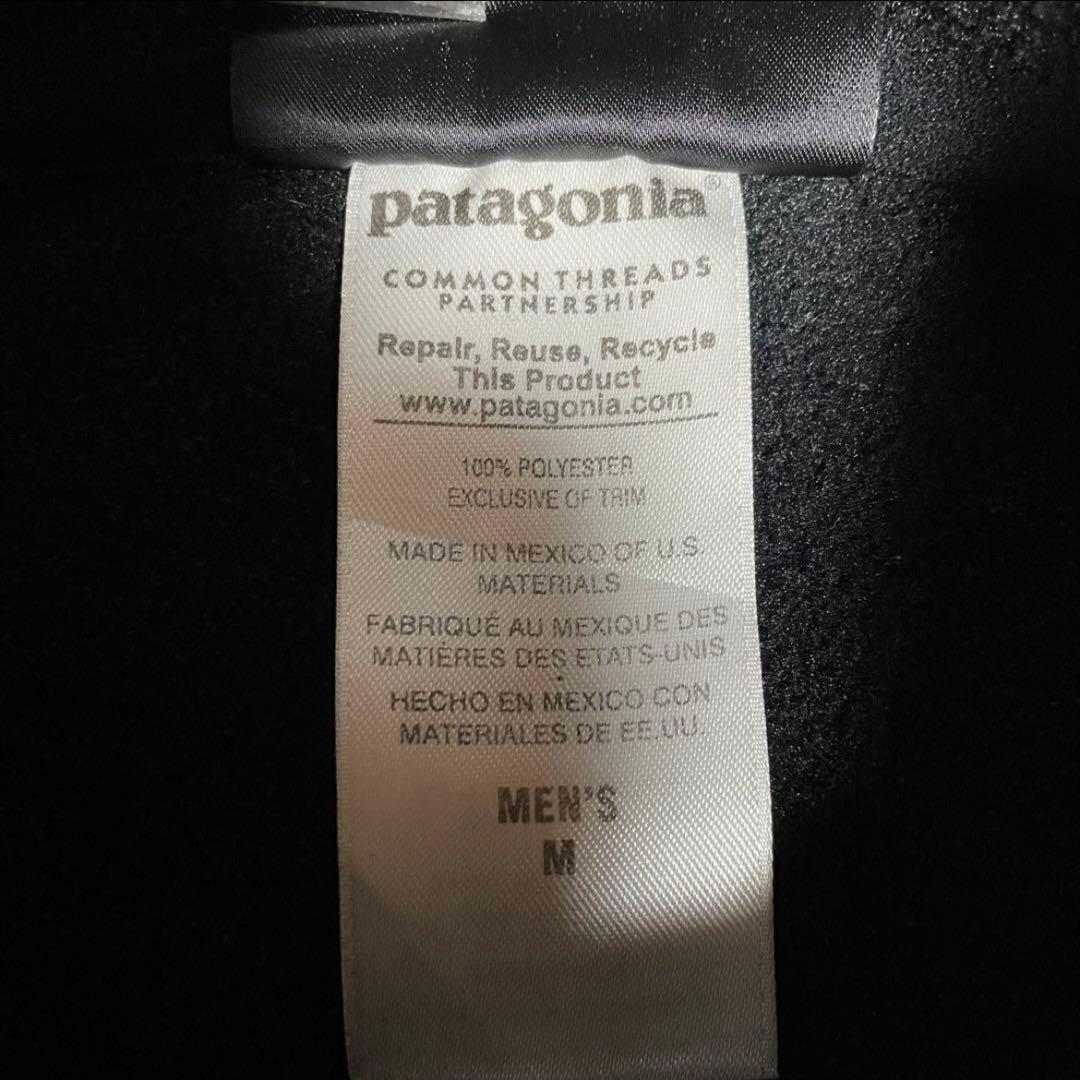 patagonia®
COMMON THREADS
PARTNERSHIP
Repair, Reuse, Recycle
This Product
www.patagonia.com
100% POLYESTER
EXCLUSIVE OF TRIM
MADE IN MEXICO OF U.S.
MATERIALS
FABRIQUÉ AU MEXIQUE DES
MATIÈRES DES ETATS-UNIS
HECHO EN MEXICO CON
MATERIALES DE EE.UU.
MEN'S
M